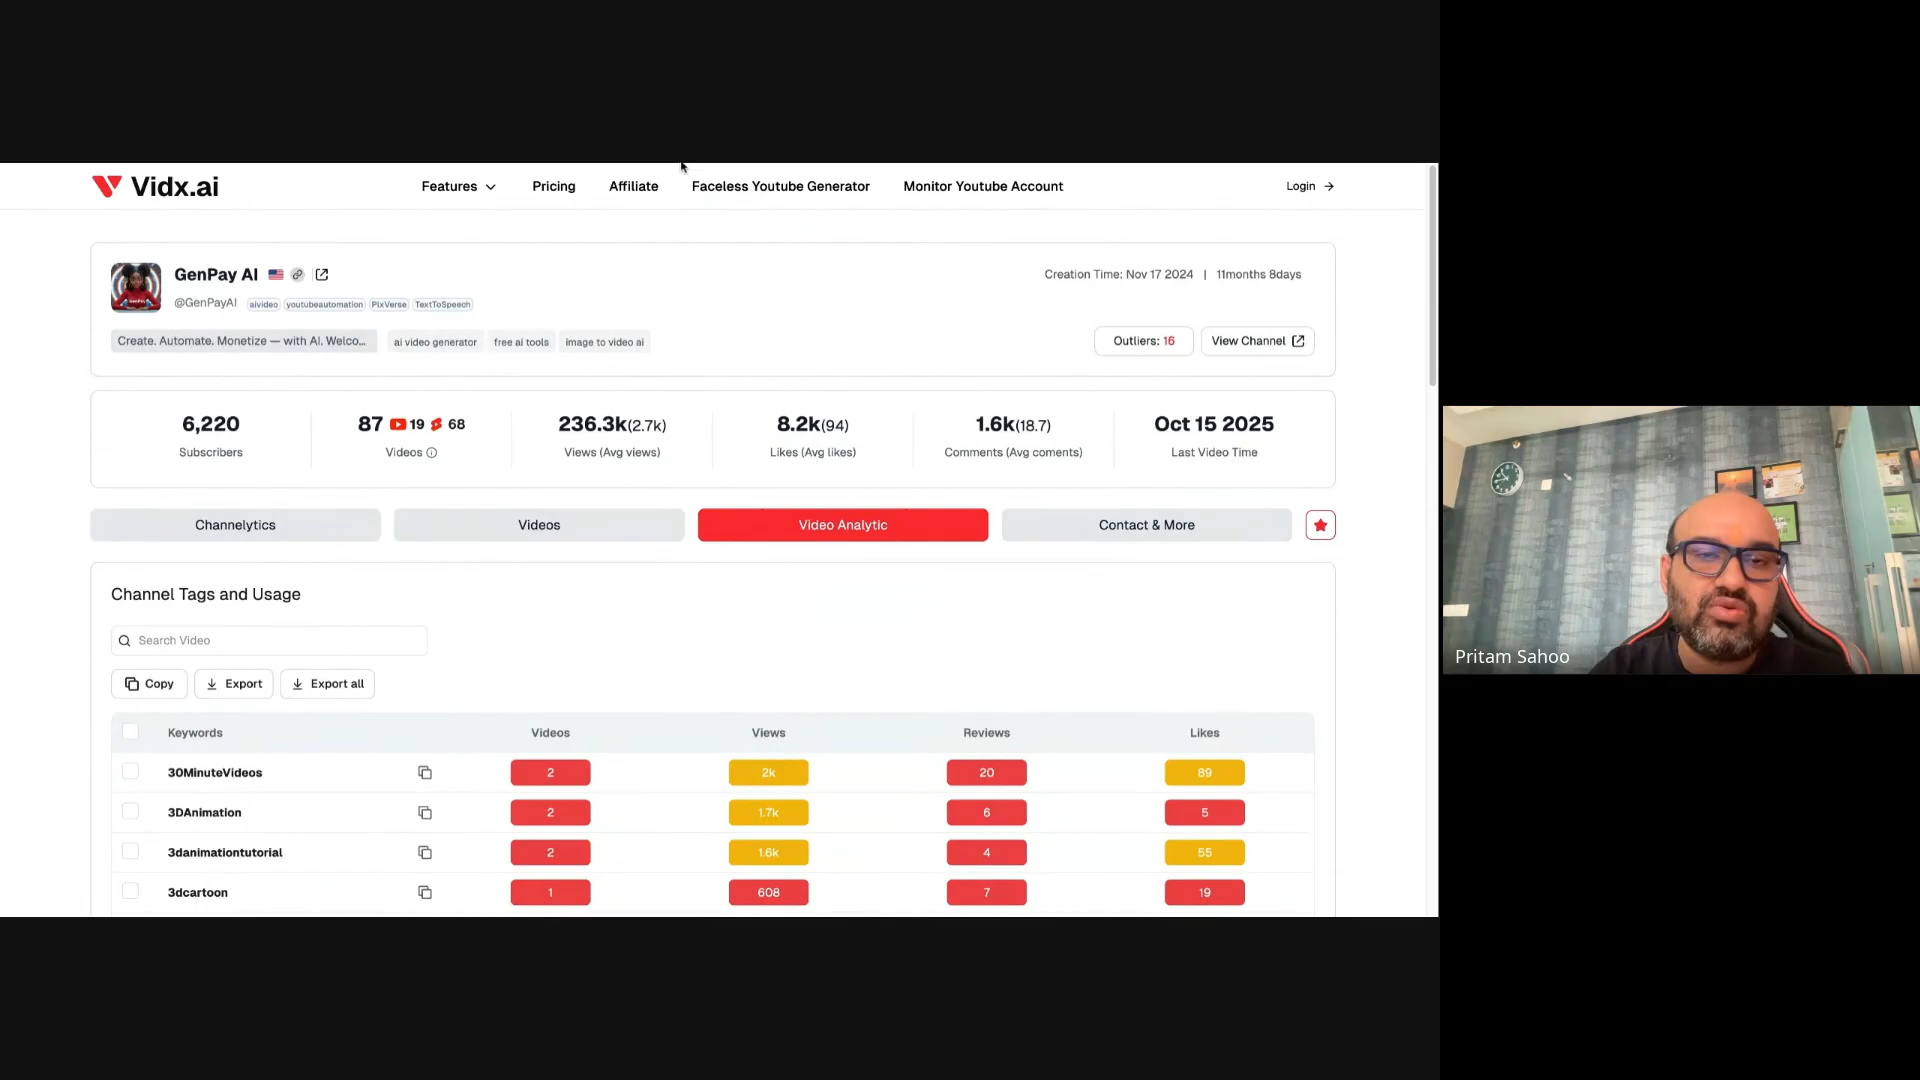 Vidx.ai
Features Pricing Affiliate Faceless Youtube Generator Monitor Youtube Account Login
GenPay AI
Creation Time: Nov 17 2024 | 11months 8days
@GenPayAI aivideo youtubeautomation PixVerse TextToSpeech
Create. Automate. Monetize — with AI. Welco... ai video generator free ai tools image to video ai
Outliers: 16 View Channel
6,220 87 19 68 236.3k(2.7k) 8.2k(94) 1.6k(18.7) Oct 15 2025
Subscribers Videos Views (Avg views) Likes (Avg likes) Comments (Avg coments) Last Video Time
Channelytics Videos Video Analytic Contact & More
Channel Tags and Usage
Search Video
Copy Export Export all
Keywords Videos Views Reviews Likes
30MinuteVideos 2 2k 20 89
3DAnimation 2 1.7k 6 5
3danimationtutorial 2 1.6k 4 55
3dcartoon 1 608 7 19
Pritam Sahoo